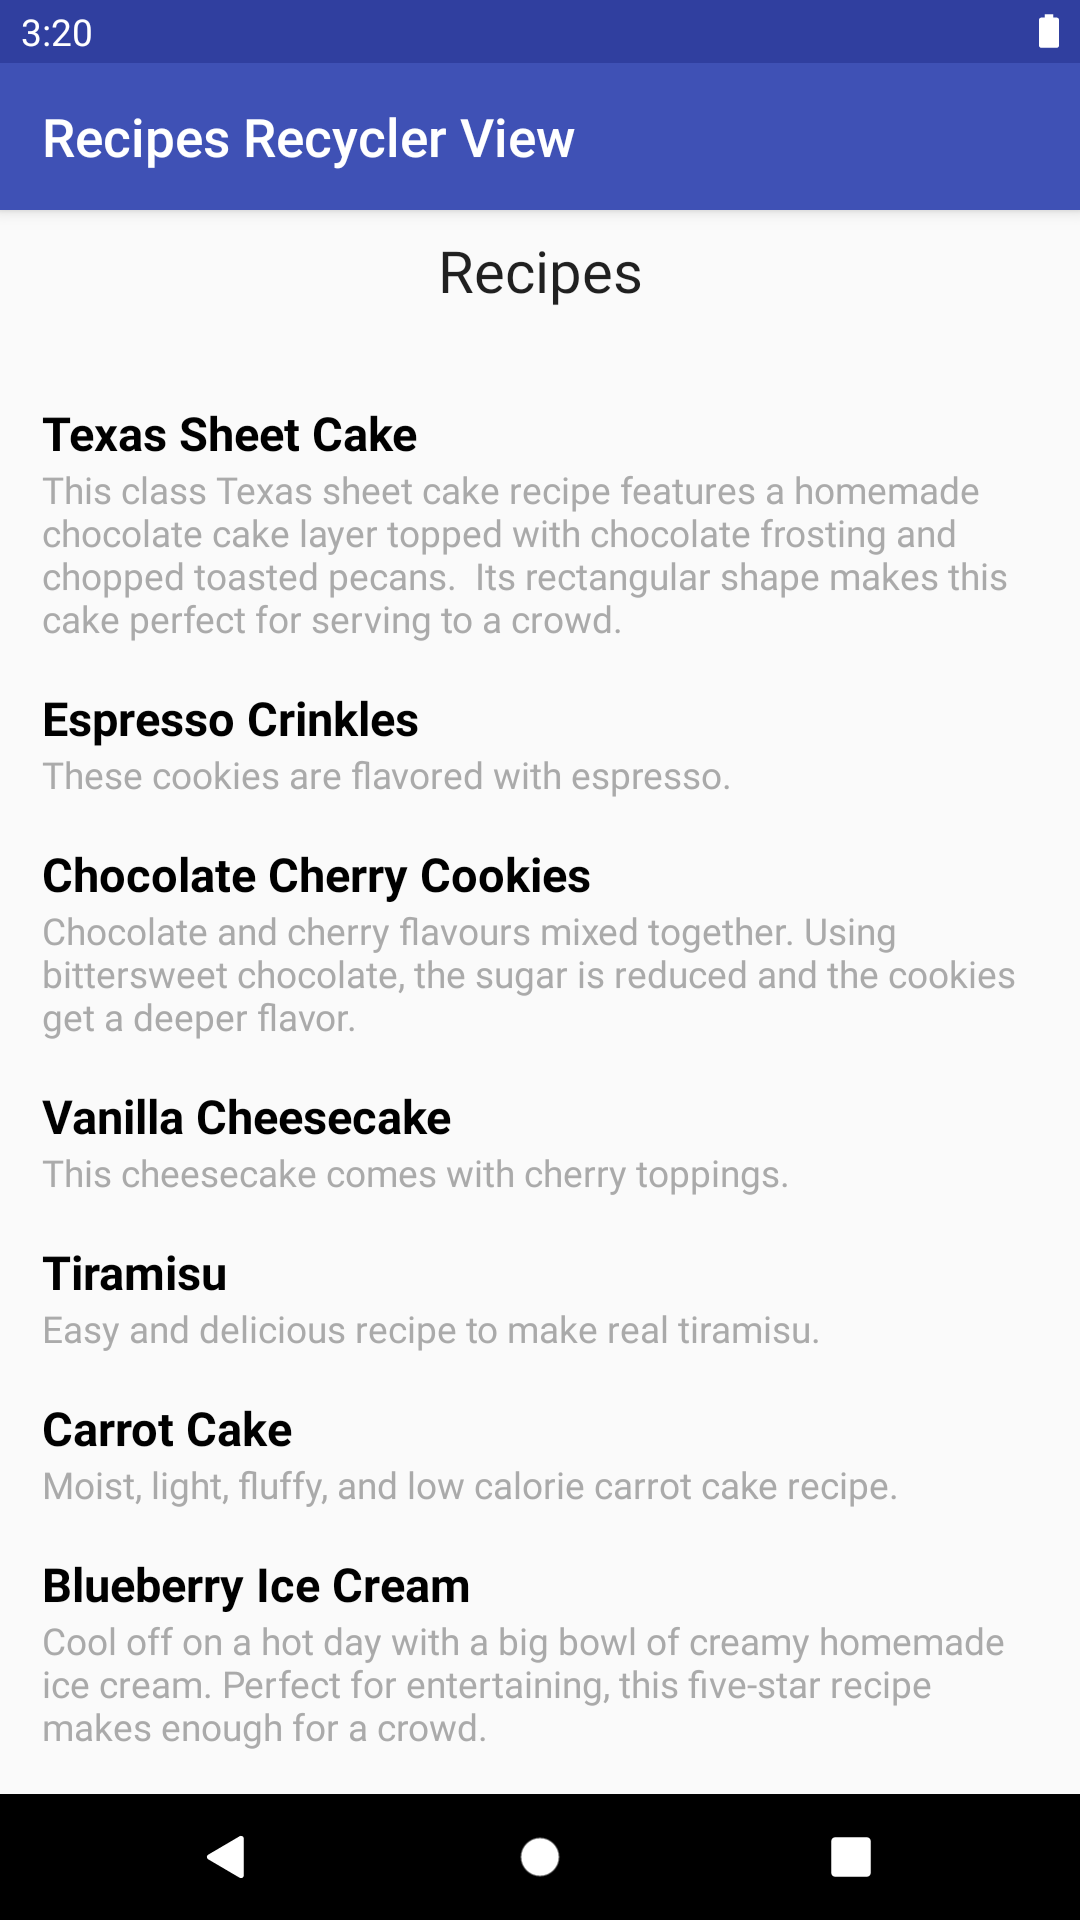 3:20
Recipes Recycler View
Recipes
Texas Sheet Cake
This class Texas sheet cake recipe features a homemade
chocolate cake layer topped with chocolate frosting and
chopped toasted pecans.  Its rectangular shape makes this
cake perfect for serving to a crowd.
Espresso Crinkles
These cookies are flavored with espresso.
Chocolate Cherry Cookies
Chocolate and cherry flavours mixed together. Using
bittersweet chocolate, the sugar is reduced and the cookies
get a deeper flavor.
Vanilla Cheesecake
This cheesecake comes with cherry toppings.
Tiramisu
Easy and delicious recipe to make real tiramisu.
Carrot Cake
Moist, light, fluffy, and low calorie carrot cake recipe.
Blueberry Ice Cream
Cool off on a hot day with a big bowl of creamy homemade
ice cream. Perfect for entertaining, this five-star recipe
makes enough for a crowd.